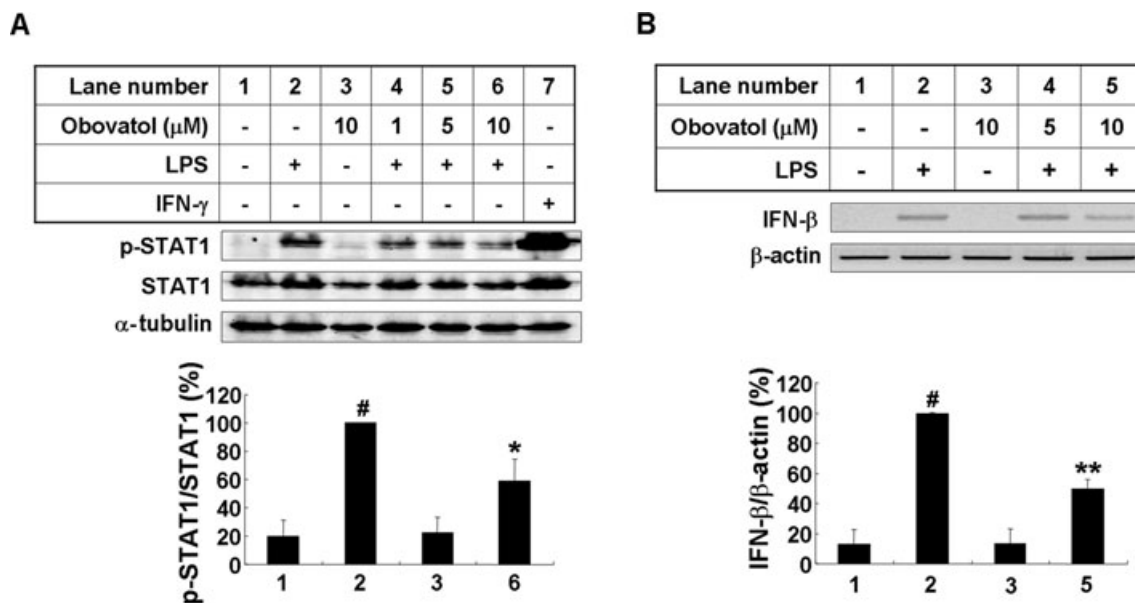 A
Lane number 1 2 3 4 5 6 7
Obovatol (μM) - - 10 1 5 10 -
LPS - + - + + + -
IFN-γ - - - - - - +
p-STAT1
STAT1
α-tubulin
p-STAT1/STAT1 (%)
120
100
80
60
40
20
0
#
*
1 2 3 6
B
Lane number 1 2 3 4 5
Obovatol (μM) - - 10 5 10
LPS - + - + +
IFN-β
β-actin
IFN-β/β-actin (%)
120
100
80
60
40
20
0
#
**
1 2 3 5